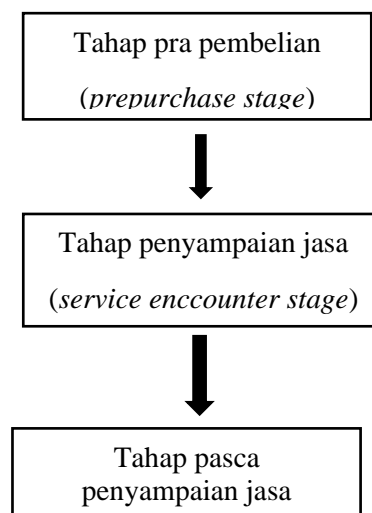 Tahap pra pembelian
(prepurchase stage)
Tahap penyampaian jasa
(service enccounter stage)
Tahap pasca
penyampaian jasa